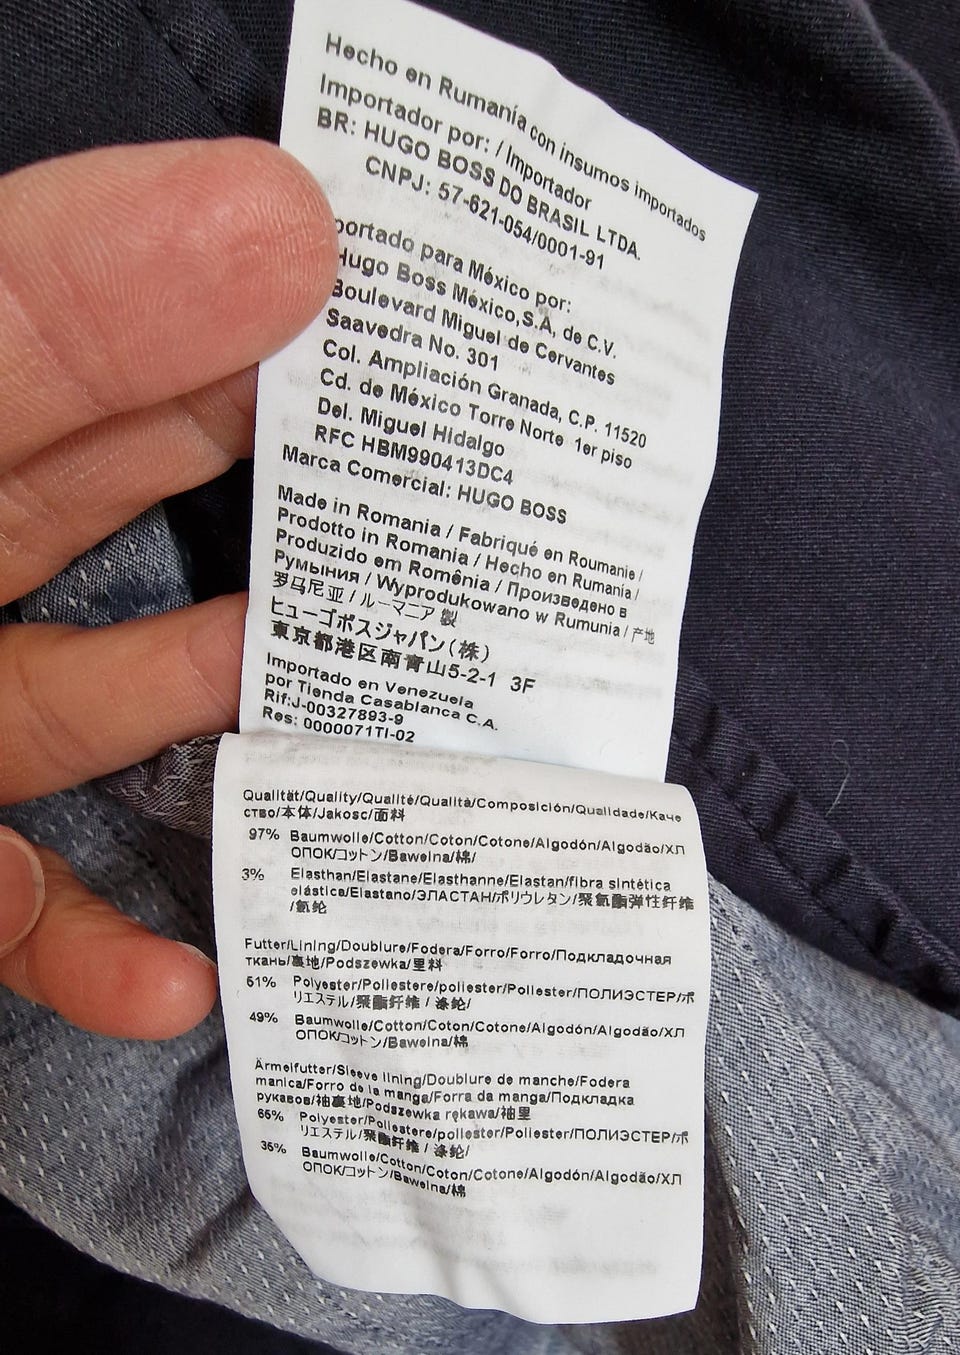 Hecho en Rumanía con insumos importados
Importador por: / Importador
BR: HUGO BOSS DO BRASIL LTDA.
CNPJ: 57-621-054/0001-91
portado para México por:
Hugo Boss México,S.A, de C.V.
Boulevard Miguel de Cervantes
Saavedra No. 301
Col. Ampliación Granada, C.P. 11520
Cd. de México Torre Norte 1er piso
Del. Miguel Hidalgo
RFC HBM990413DC4
Marca Comercial: HUGO BOSS
Made in Romania / Fabriqué en Roumanie /
Prodotto in Romania / Hecho en Rumania /
Produzido em Romênia / Произведено в
Румыния / Wyprodukowano w Rumunia / 产地
罗马尼亚 / ルーマニア 製
ヒューゴボスジャパン(株)
東京都港区南青山5-2-1 3F
Importado en Venezuela
por Tienda Casablanca C.A.
Rif:J-00327893-9
Res: 0000071TI-02
Qualität/Quality/Qualité/Qualità/Composición/Qualidade/Каче
ство/本体/Jakosc/面料
97% Baumwolle/Cotton/Coton/Cotone/Algodón/Algodão/ХЛ
ОПОК/コットン/Bawelna/棉/
3% Elasthan/Elastane/Elasthanne/Elastan/fibra sintética
elástica/Elastano/ЭЛАСТАН/ポリウレタン/聚氨酯弹性纤维
/氨纶
Futter/Lining/Doublure/Fodera/Forro/Forro/Подкладочная
ткань/裏地/Podszewka/里料
51% Polyester/Poliestere/poliester/Poliester/ПОЛИЭСТЕР/ポ
リエステル/聚酯纤维 / 涤纶/
49% Baumwolle/Cotton/Coton/Cotone/Algodón/Algodão/ХЛ
ОПОК/コットン/Bawelna/棉
Ärmelfutter/Sleeve lining/Doublure de manche/Fodera
manica/Forro de la manga/Forra da manga/Подкладка
рукавов/袖裏地/Podszewka rękawa/袖里
65% Polyester/Poliestere/poliester/Poliester/ПОЛИЭСТЕР/ポ
リエステル/聚酯纤维 / 涤纶/
35% Baumwolle/Cotton/Coton/Cotone/Algodón/Algodão/ХЛ
ОПОК/コットン/Bawelna/棉